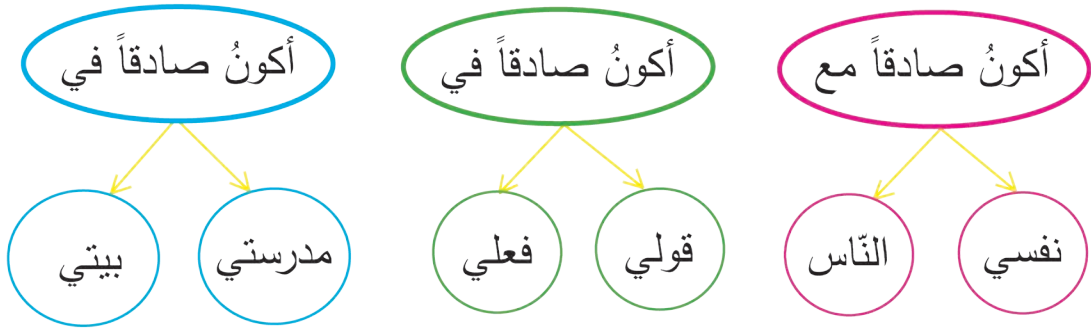 أكونُ صادقاً مع
نفسي
النّاس
أكونُ صادقاً في
قولي
فعلي
أكونُ صادقاً في
مدرستي
بيتي